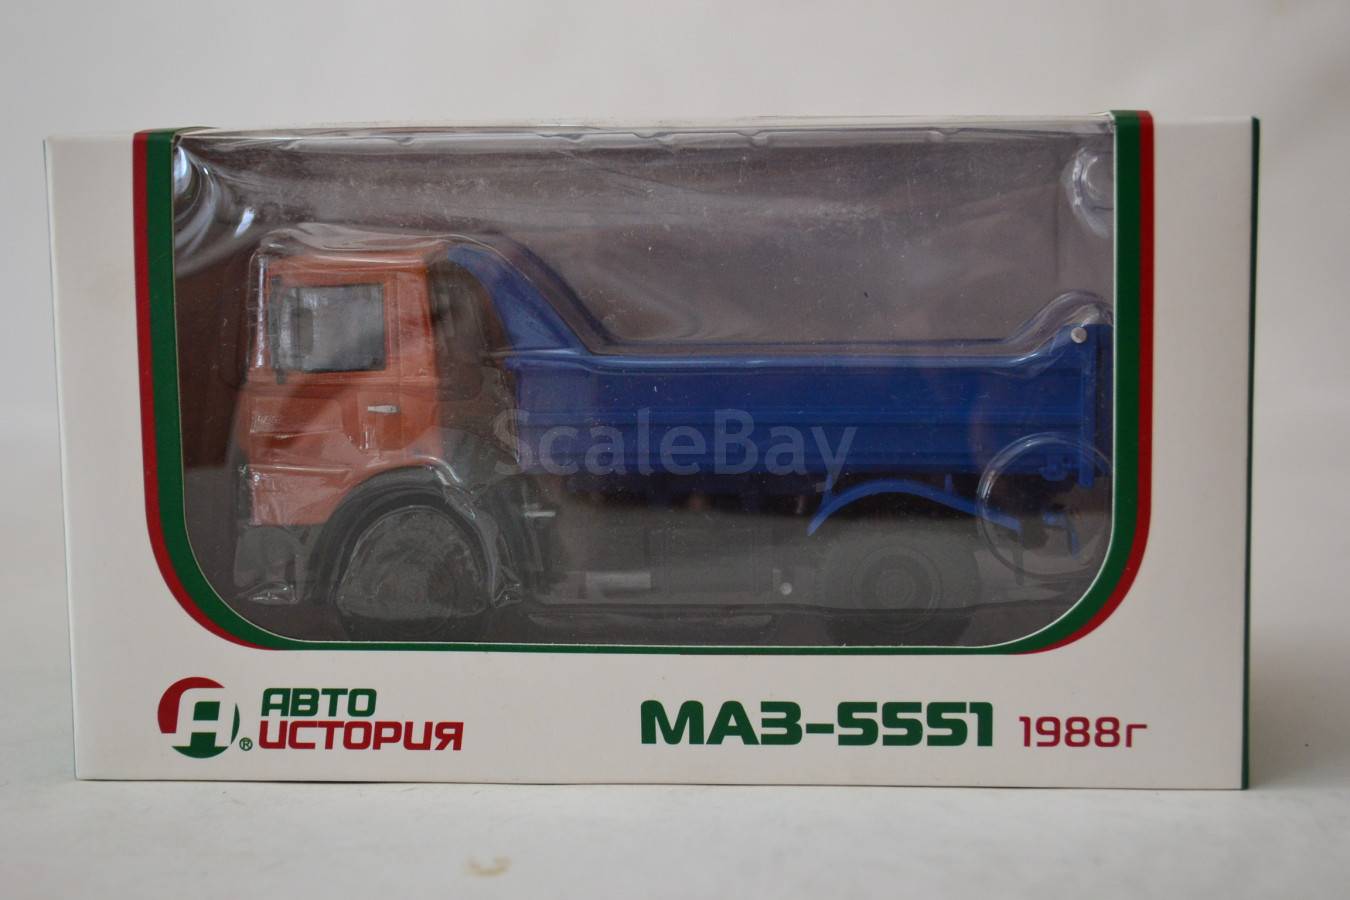 ScaleBay
АВТО
ИСТОРИЯ
®
МАЗ-5551 1988г